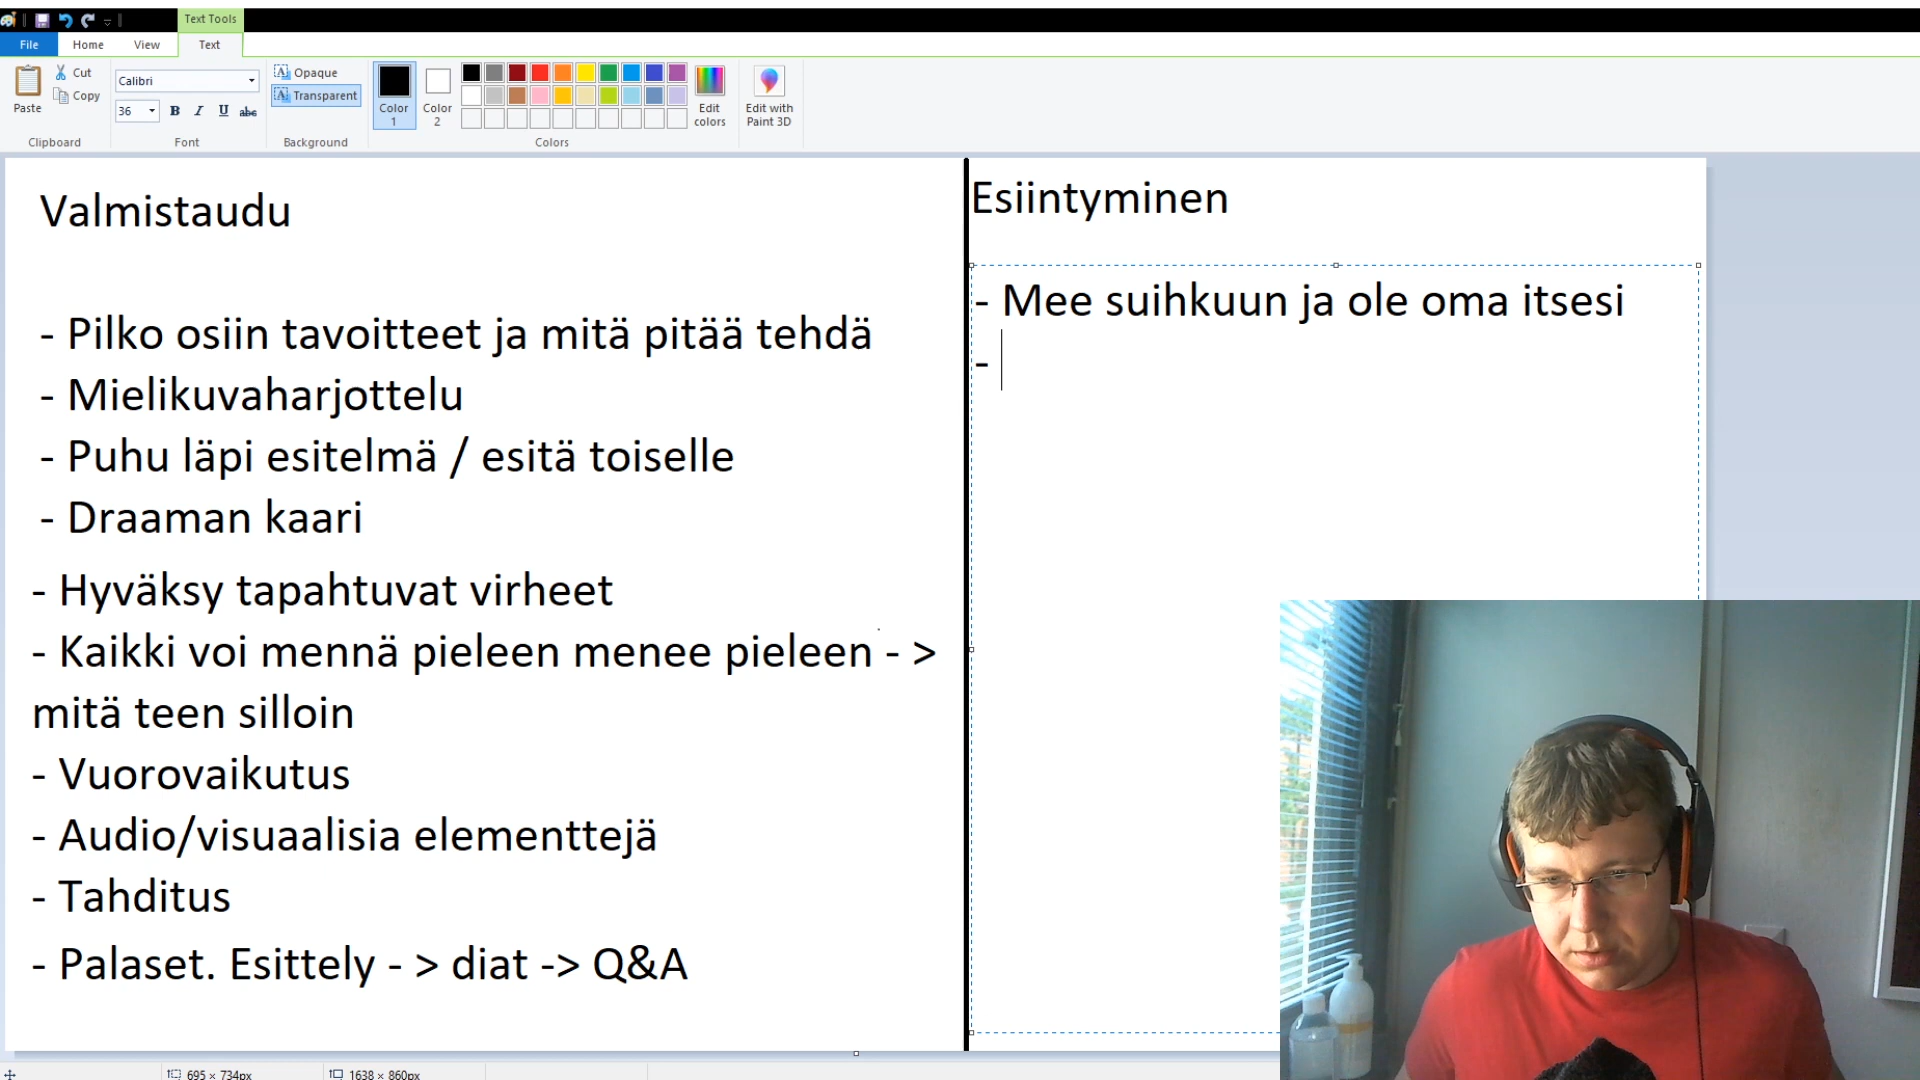 Text Tools
File Home View Text
Paste
Cut
Copy
Clipboard
Calibri
36 B I U abc
Font
Opaque
Transparent
Background
Color 1
Color 2
Edit colors
Colors
Edit with Paint 3D
Valmistaudu
- Pilko osiin tavoitteet ja mitä pitää tehdä
- Mielikuvaharjottelu
- Puhu läpi esitelmä / esitä toiselle
- Draaman kaari
- Hyväksy tapahtuvat virheet
- Kaikki voi mennä pieleen menee pieleen - >
mitä teen silloin
- Vuorovaikutus
- Audio/visuaalisia elementtejä
- Tahditus
- Palaset. Esittely - > diat -> Q&A
Esiintyminen
- Mee suihkuun ja ole oma itsesi
-
695 × 734px
1638 × 860px